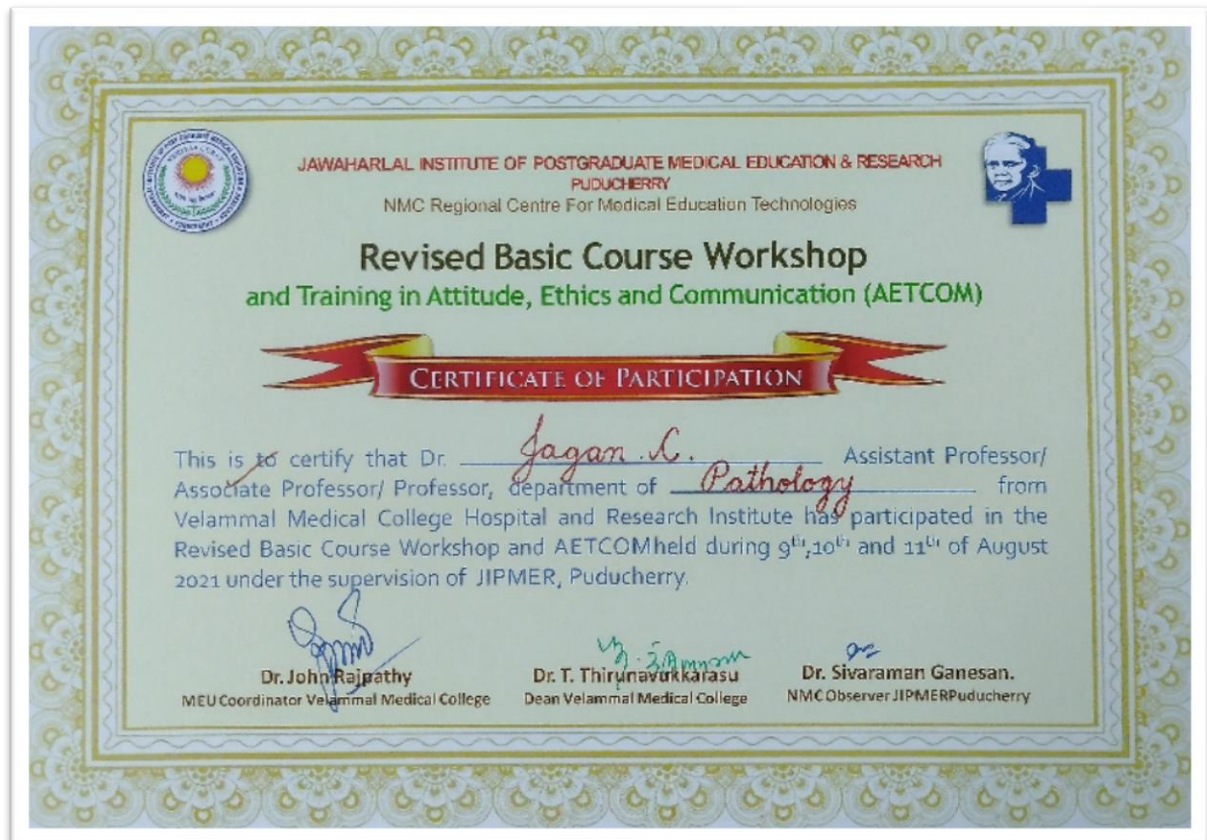 JAWAHARLAL INSTITUTE OF POSTGRADUATE MEDICAL EDUCATION & RESEARCH
PUDUCHERRY
NMC Regional Centre For Medical Education Technologies
Revised Basic Course Workshop
and Training in Attitude, Ethics and Communication (AETCOM)
CERTIFICATE OF PARTICIPATION
This is to certify that Dr. Jagan . C. Assistant Professor/
Associate Professor/ Professor, department of Pathology from
Velammal Medical College Hospital and Research Institute has participated in the
Revised Basic Course Workshop and AETCOM held during 9th,10th and 11th of August
2021 under the supervision of JIPMER, Puducherry.
Dr. John Rajpathy
MEU Coordinator Velammal Medical College
Dr. T. Thirunavukkarasu
Dean Velammal Medical College
Dr. Sivaraman Ganesan.
NMC Observer JIPMERPuducherry